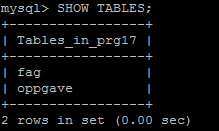 mysql> SHOW TABLES;
+-----------------+
| Tables_in_prg17 |
+-----------------+
| fag             |
| oppgave         |
+-----------------+
2 rows in set (0.00 sec)